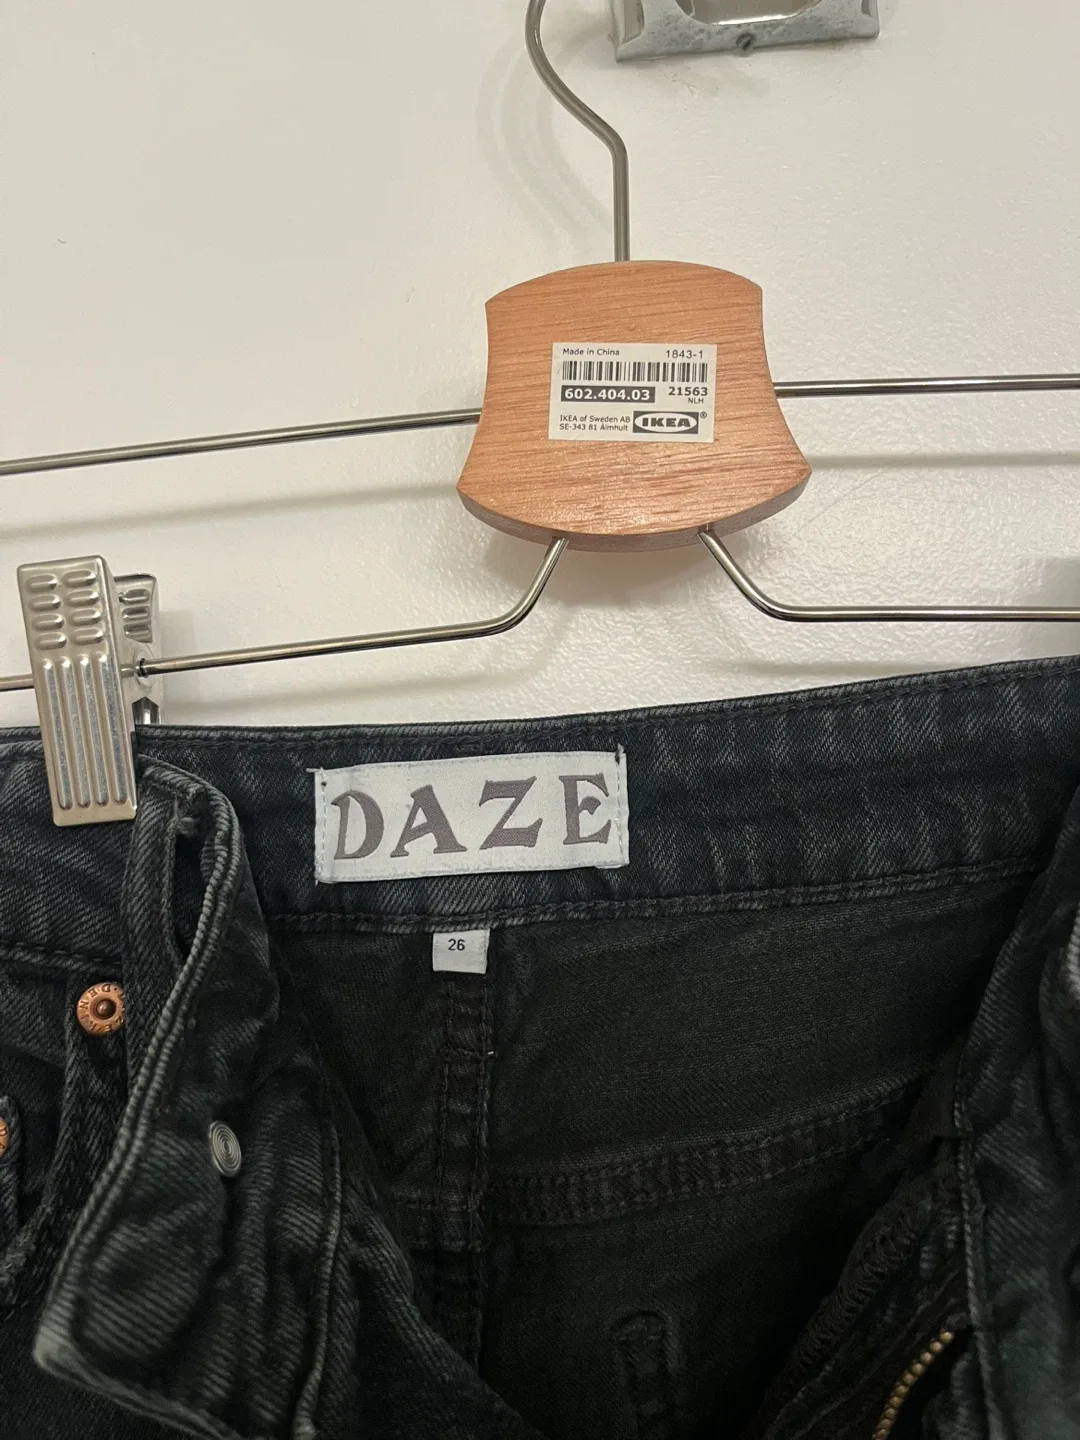 Made in China 1843-1
602.404.03 21563
NLH
IKEA of Sweden AB
SE-343 81 Älmhult
IKEA®
DAZE
26
DENIM